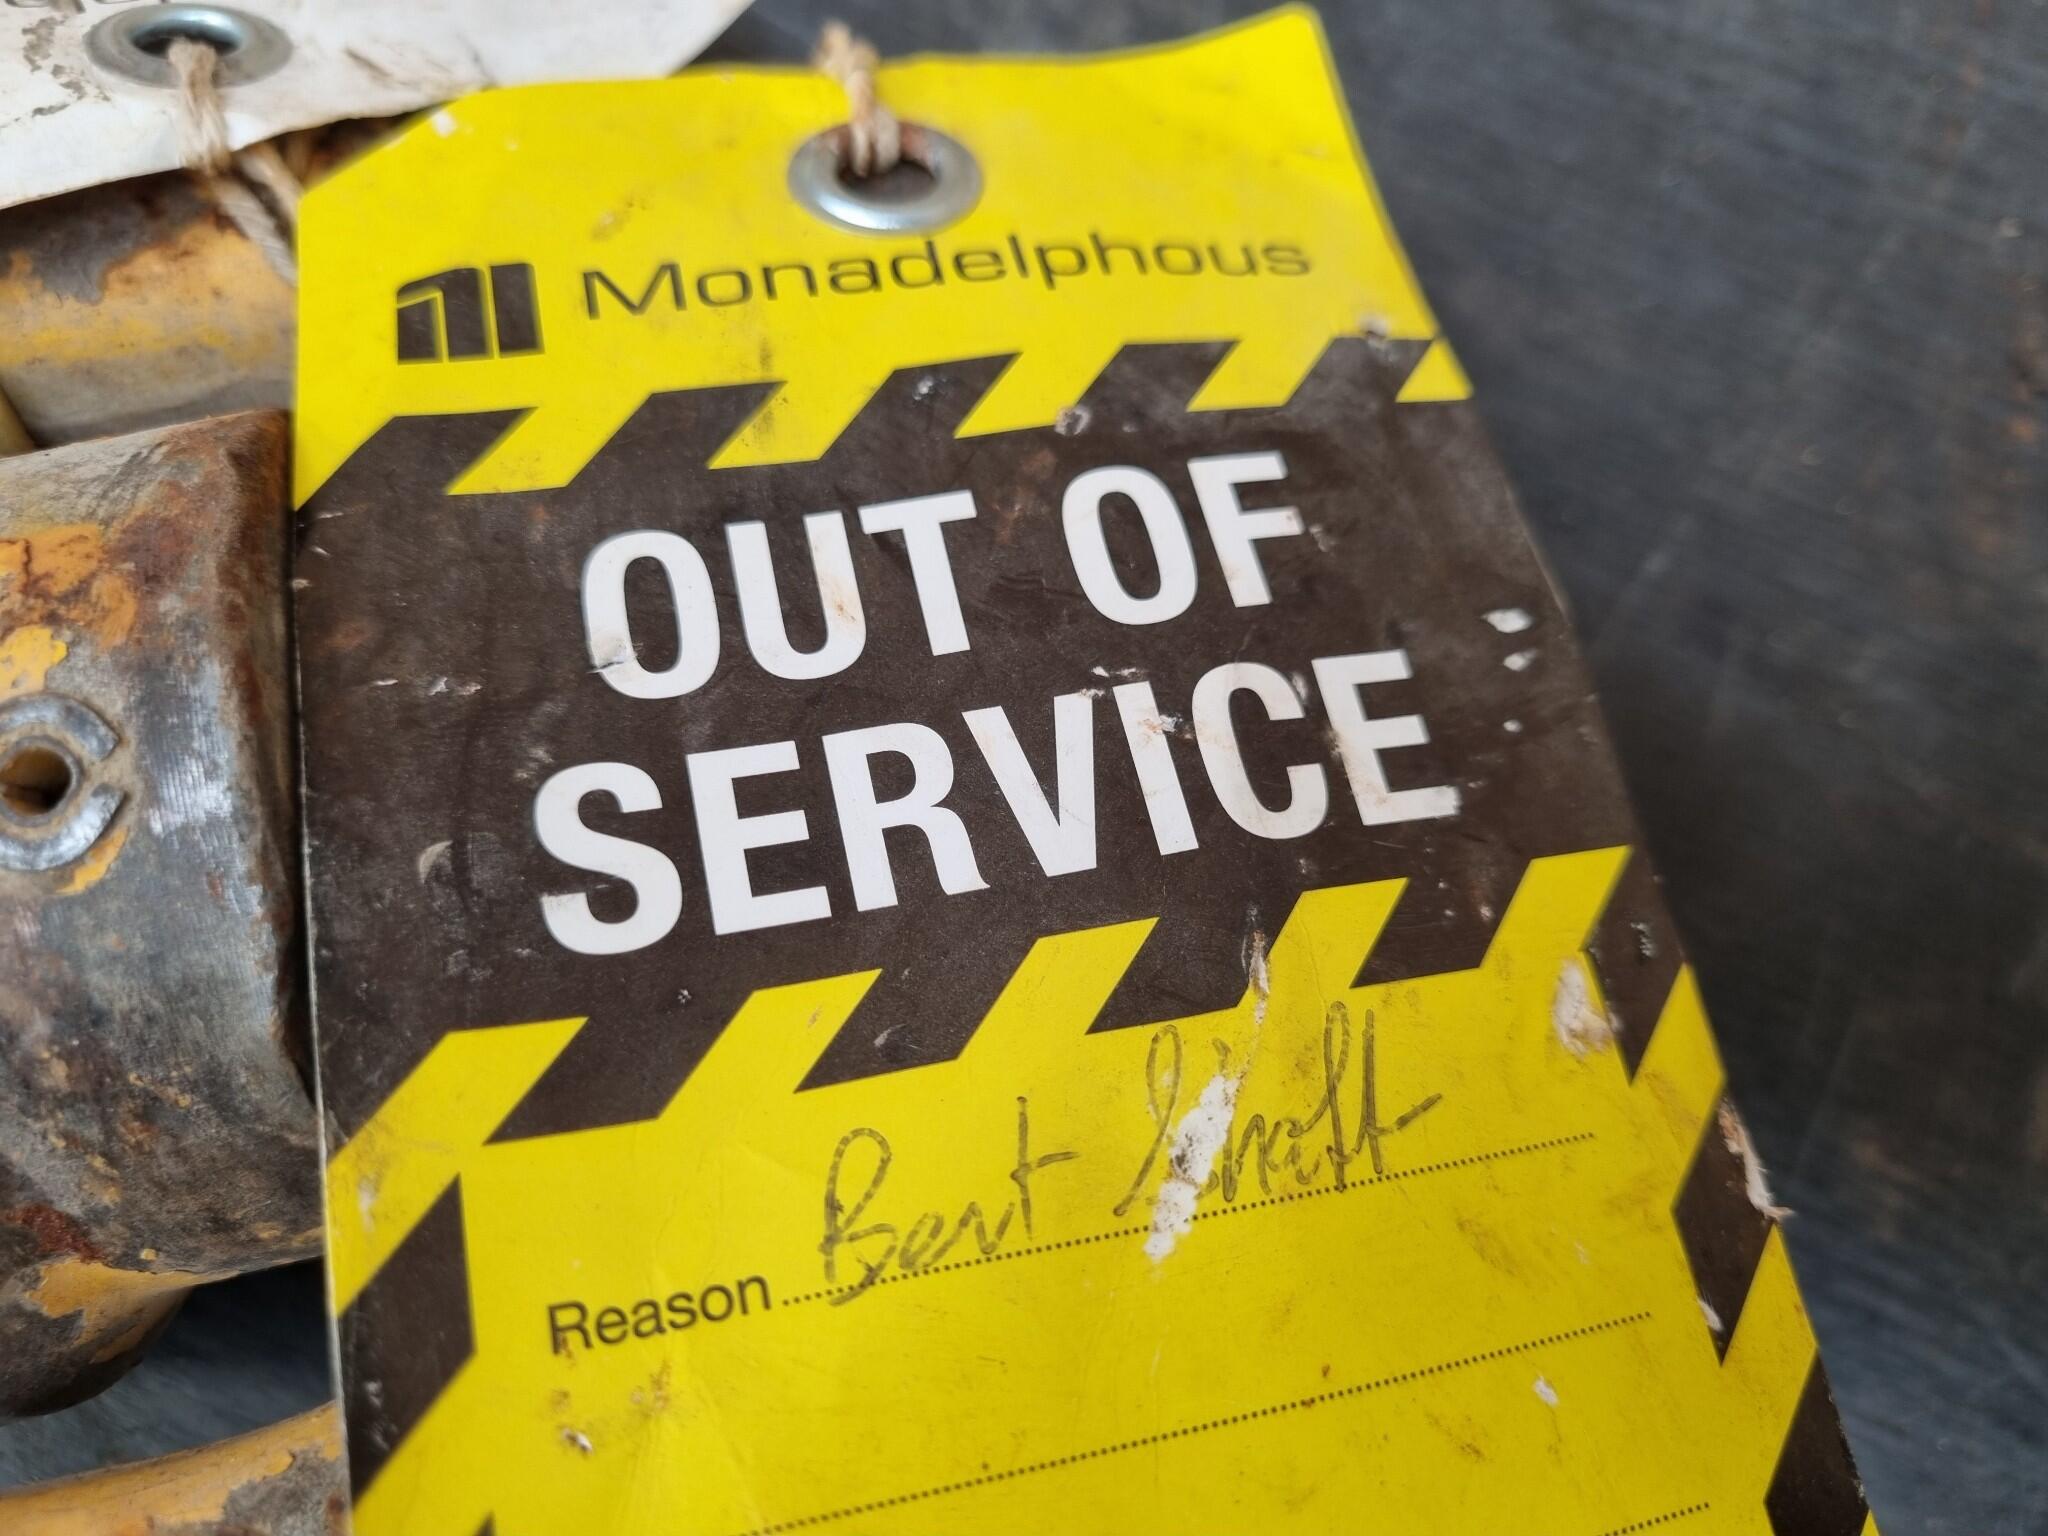 Monadelphous
OUT OF
SERVICE
Reason Bent Shaft